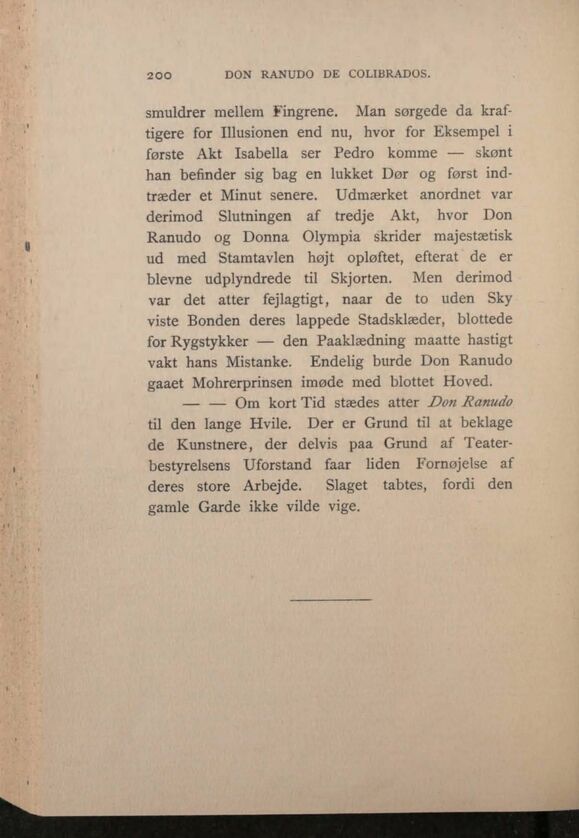 200 DON RANUDO DE COLIBRADOS.
smuldrer mellem Fingrene. Man sørgede da kraf-
tigere for Illusionen end nu, hvor for Eksempel i
første Akt Isabella ser Pedro komme — skønt
han befinder sig bag en lukket Dør og først ind-
træder et Minut senere. Udmærket anordnet var
derimod Slutningen af tredje Akt, hvor Don
Ranudo og Donna Olympia skrider majestætisk
ud med Stamtavlen højt opløftet, efterat de er
blevne udplyndrede til Skjorten. Men derimod
var det atter fejlagtigt, naar de to uden Sky
viste Bonden deres lappede Stadsklæder, blottede
for Rygstykker — den Paaklædning maatte hastigt
vakt hans Mistanke. Endelig burde Don Ranudo
gaaet Mohrerprinsen imøde med blottet Hoved.
— — Om kort Tid stædes atter Don Ranudo
til den lange Hvile. Der er Grund til at beklage
de Kunstnere, der delvis paa Grund af Teater-
bestyrelsens Uforstand faar liden Fornøjelse af
deres store Arbejde. Slaget tabtes, fordi den
gamle Garde ikke vilde vige.